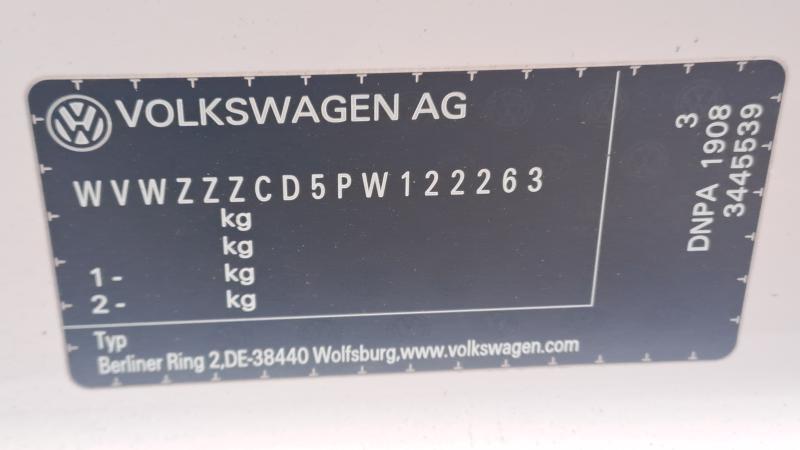 VOLKSWAGEN AG
WVWZZZCD5PW122263
kg
kg
1- kg
2- kg
Typ
Berliner Ring 2,DE-38440 Wolfsburg,www.volkswagen.com
3
DNPA 1908
3445539